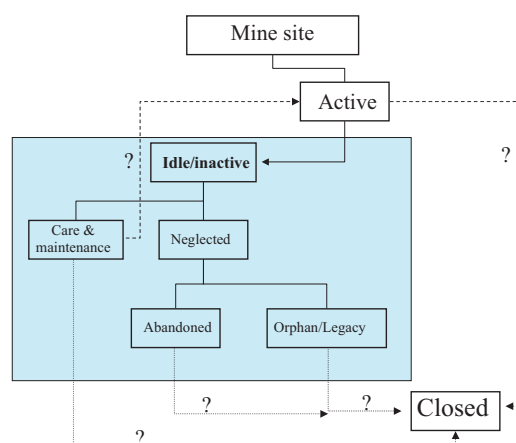 Mine site
Active
?
?
Idle/inactive
Care &
maintenance
Neglected
Abandoned
Orphan/Legacy
?
?
Closed
?